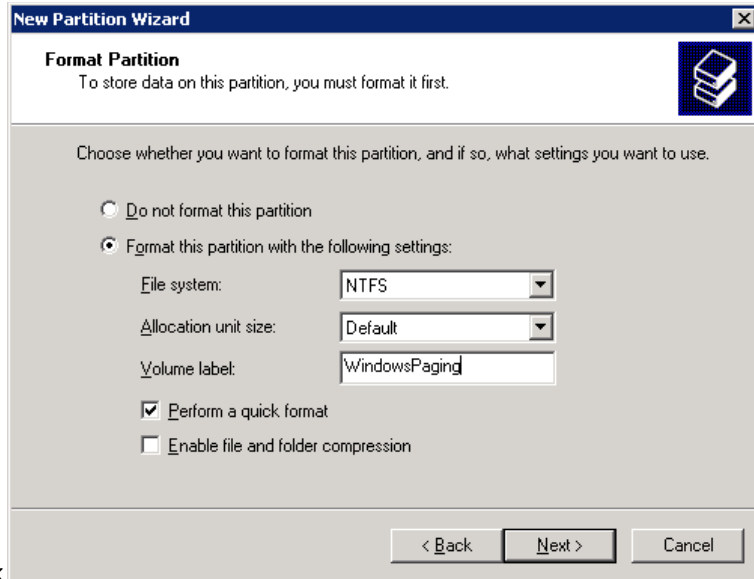 New Partition Wizard
Format Partition
To store data on this partition, you must format it first.
Choose whether you want to format this partition, and if so, what settings you want to use.
Do not format this partition
Format this partition with the following settings:
File system: NTFS
Allocation unit size: Default
Volume label: WindowsPaging
Perform a quick format
Enable file and folder compression
< Back Next > Cancel